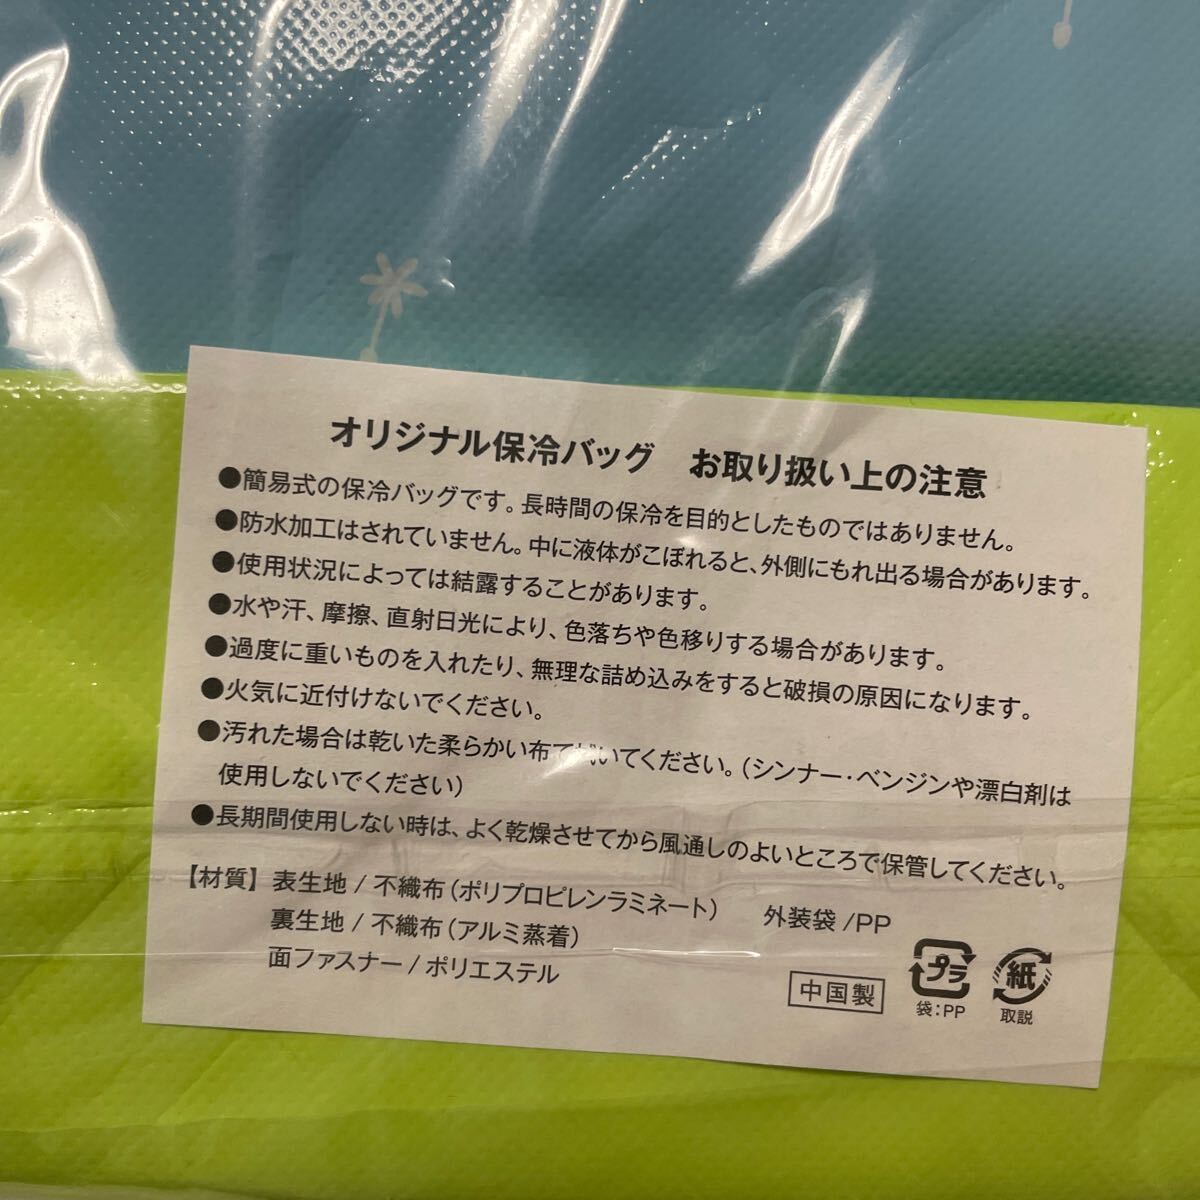 オリジナル保冷バッグ　お取り扱い上の注意
●簡易式の保冷バッグです。長時間の保冷を目的としたものではありません。
●防水加工はされていません。中に液体がこぼれると、外側にもれ出る場合があります。
●使用状況によっては結露することがあります。
●水や汗、摩擦、直射日光により、色落ちや色移りする場合があります。
●過度に重いものを入れたり、無理な詰め込みをすると破損の原因になります。
●火気に近付けないでください。
●汚れた場合は乾いた柔らかい布で拭いてください。（シンナー・ベンジンや漂白剤は
使用しないでください）
●長期間使用しない時は、よく乾燥させてから風通しのよいところで保管してください。
【材質】表生地 / 不織布（ポリプロピレンラミネート）　外装袋 /PP
裏生地 / 不織布（アルミ蒸着）
面ファスナー / ポリエステル
中国製
プラ
袋：PP
紙
取説